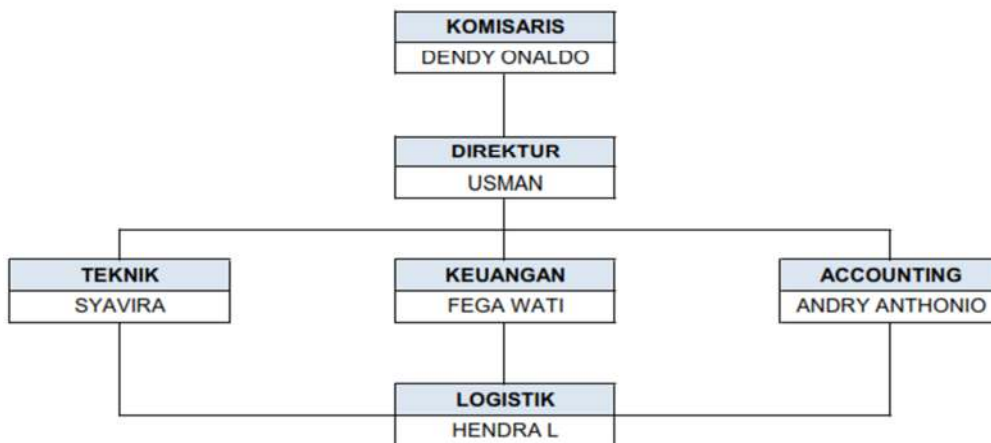 KOMISARIS
DENDY ONALDO
DIREKTUR
USMAN
TEKNIK
SYAVIRA
KEUANGAN
FEGA WATI
ACCOUNTING
ANDRY ANTHONIO
LOGISTIK
HENDRA L